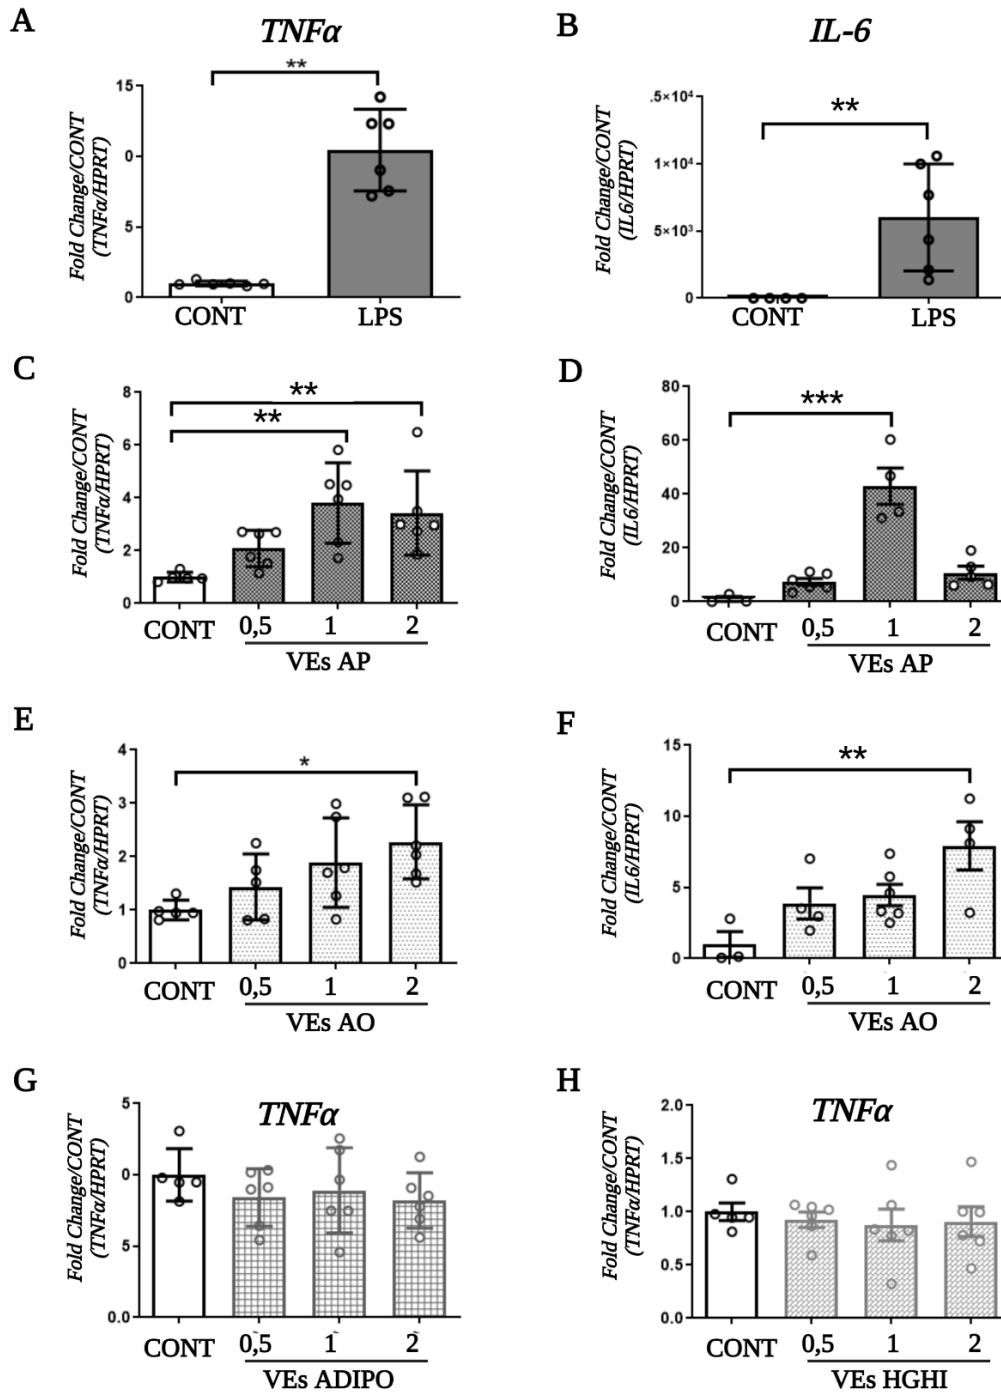 A
TNFα
**
Fold Change/CONT
(TNFα/HPRT)
15
0
5
0
CONT
LPS
B
IL-6
**
Fold Change/CONT
(IL6/HPRT)
.5×10⁴
1×10⁴
5×10³
0
CONT
LPS
C
**
**
Fold Change/CONT
(TNFα/HPRT)
8
6
4
2
0
CONT
0,5
1
2
VEs AP
D
***
Fold Change/CONT
(IL6/HPRT)
80
60
40
20
0
CONT
0,5
1
2
VEs AP
E
*
Fold Change/CONT
(TNFα/HPRT)
4
3
2
1
0
CONT
0,5
1
2
VEs AO
F
**
Fold Change/CONT
(IL6/HPRT)
15
10
5
0
CONT
0,5
1
2
VEs AO
G
TNFα
Fold Change/CONT
(TNFα/HPRT)
5
0
5
0.0
CONT
0,5
1
2
VEs ADIPO
H
TNFα
Fold Change/CONT
(TNFα/HPRT)
2.0
1.5
1.0
0.5
0.0
CONT
0,5
1
2
VEs HGHI